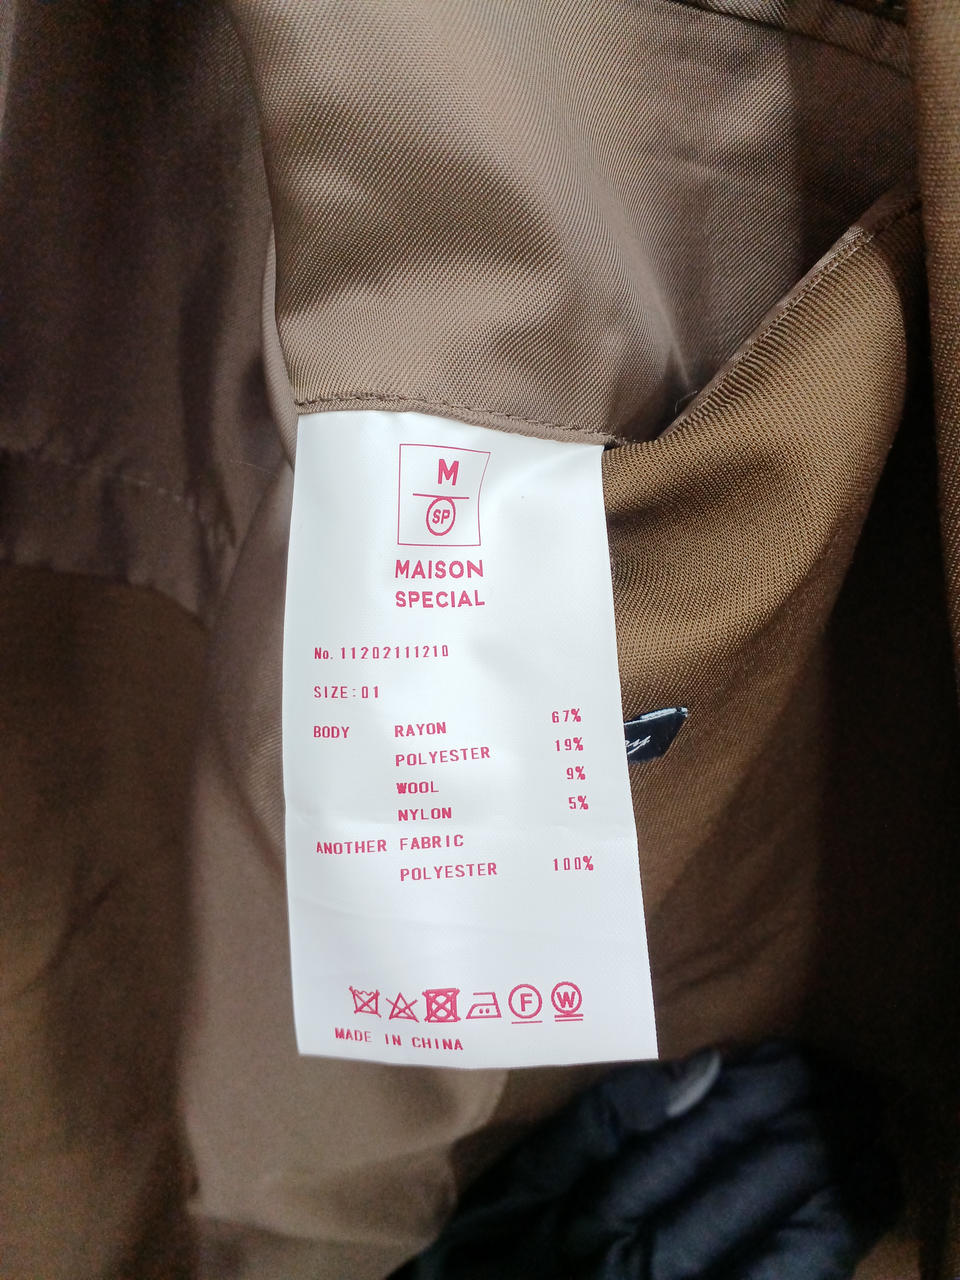 M
SP
MAISON
SPECIAL
No. 11202111210
SIZE:01
BODY RAYON 67%
POLYESTER 19%
WOOL 9%
NYLON 5%
ANOTHER FABRIC
POLYESTER 100%
F W
MADE IN CHINA